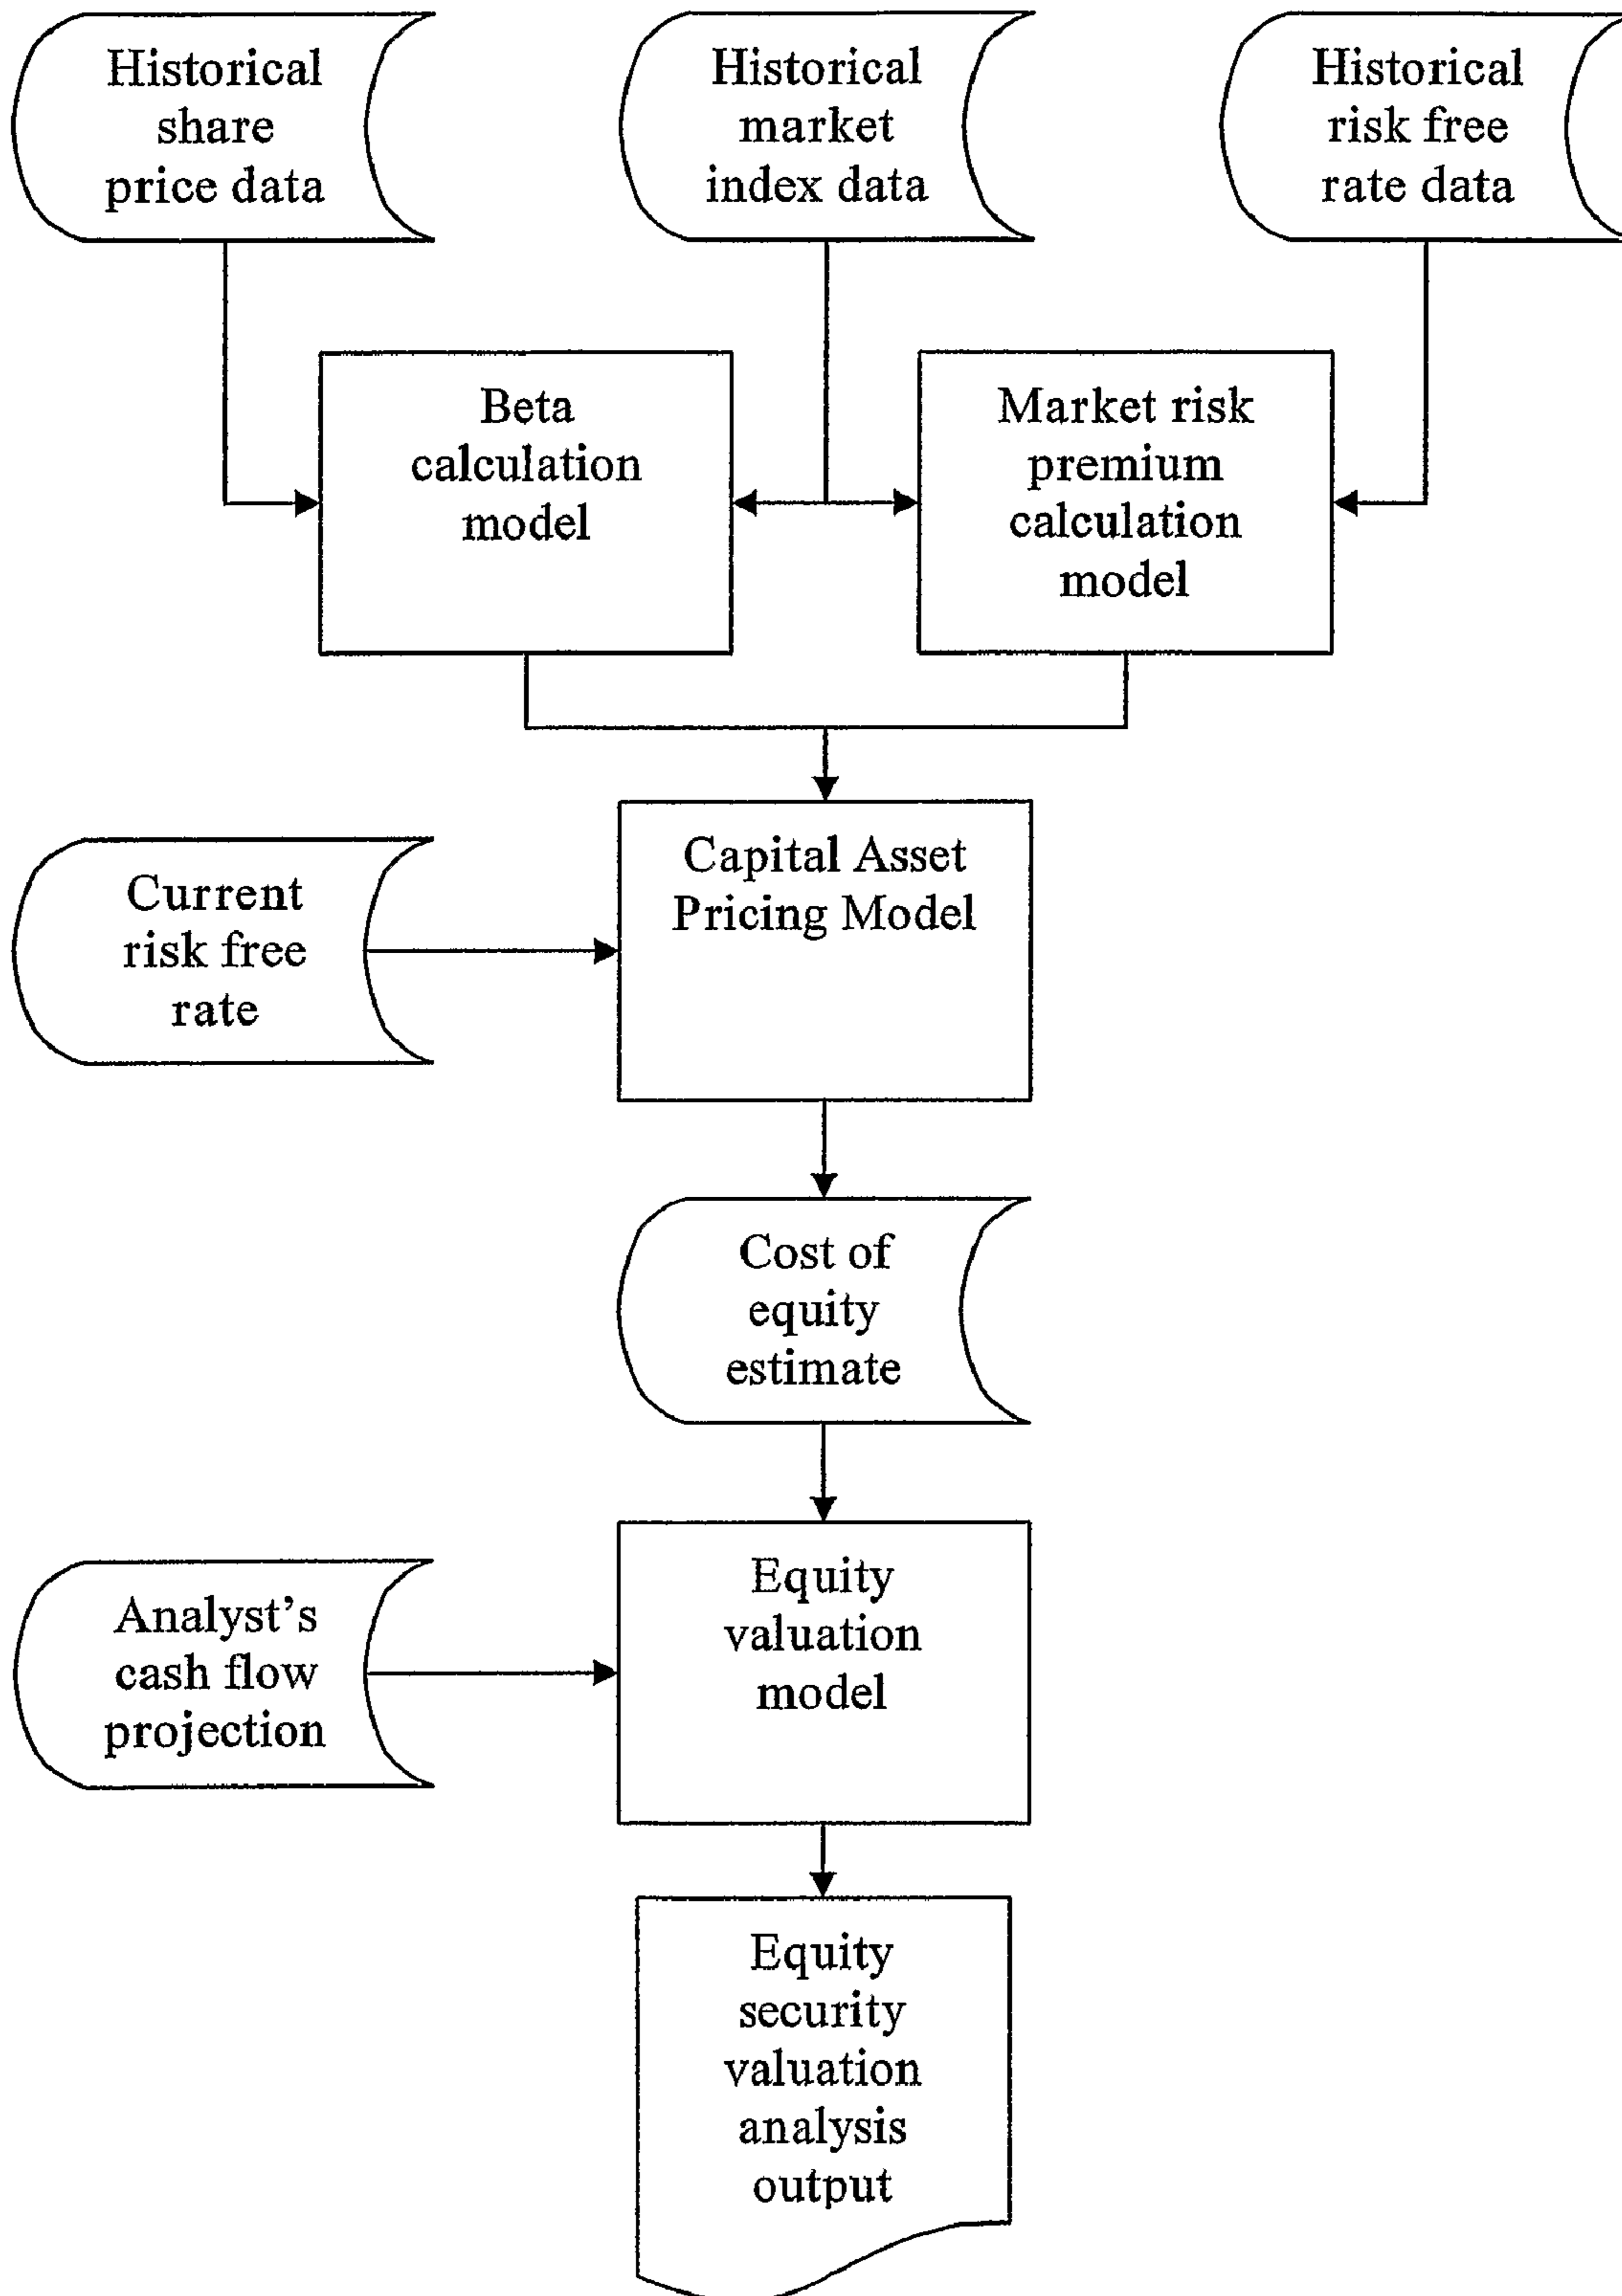 Historical
share
price data
Historical
market
index data
Historical
risk free
rate data
Beta
calculation
model
Market risk
premium
calculation
model
Capital Asset
Pricing Model
Current
risk free
rate
Cost of
equity
estimate
Equity
valuation
model
Analyst's
cash flow
projection
Equity
security
valuation
analysis
output